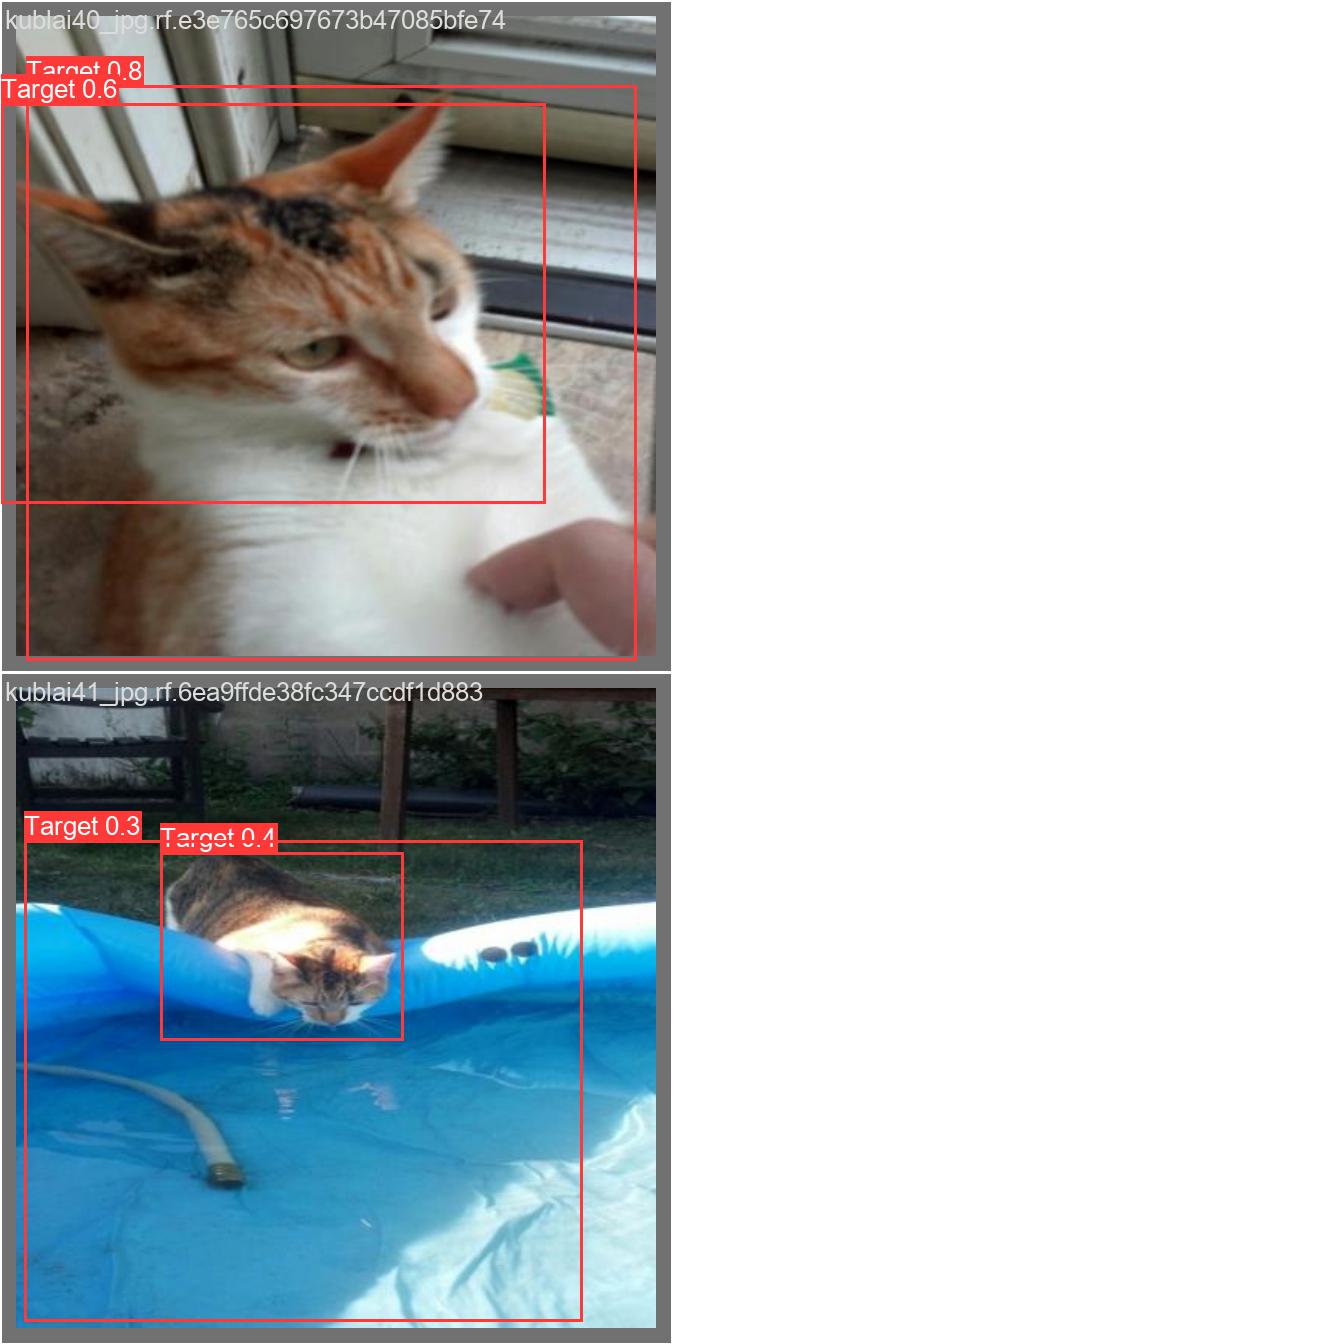 kublai40_jpg.rf.e3e765c697673b47085bfe74
Target 0.8
Target 0.6
kublai41_jpg.rf.6ea9ffde38fc347ccdf1d883
Target 0.3
Target 0.4